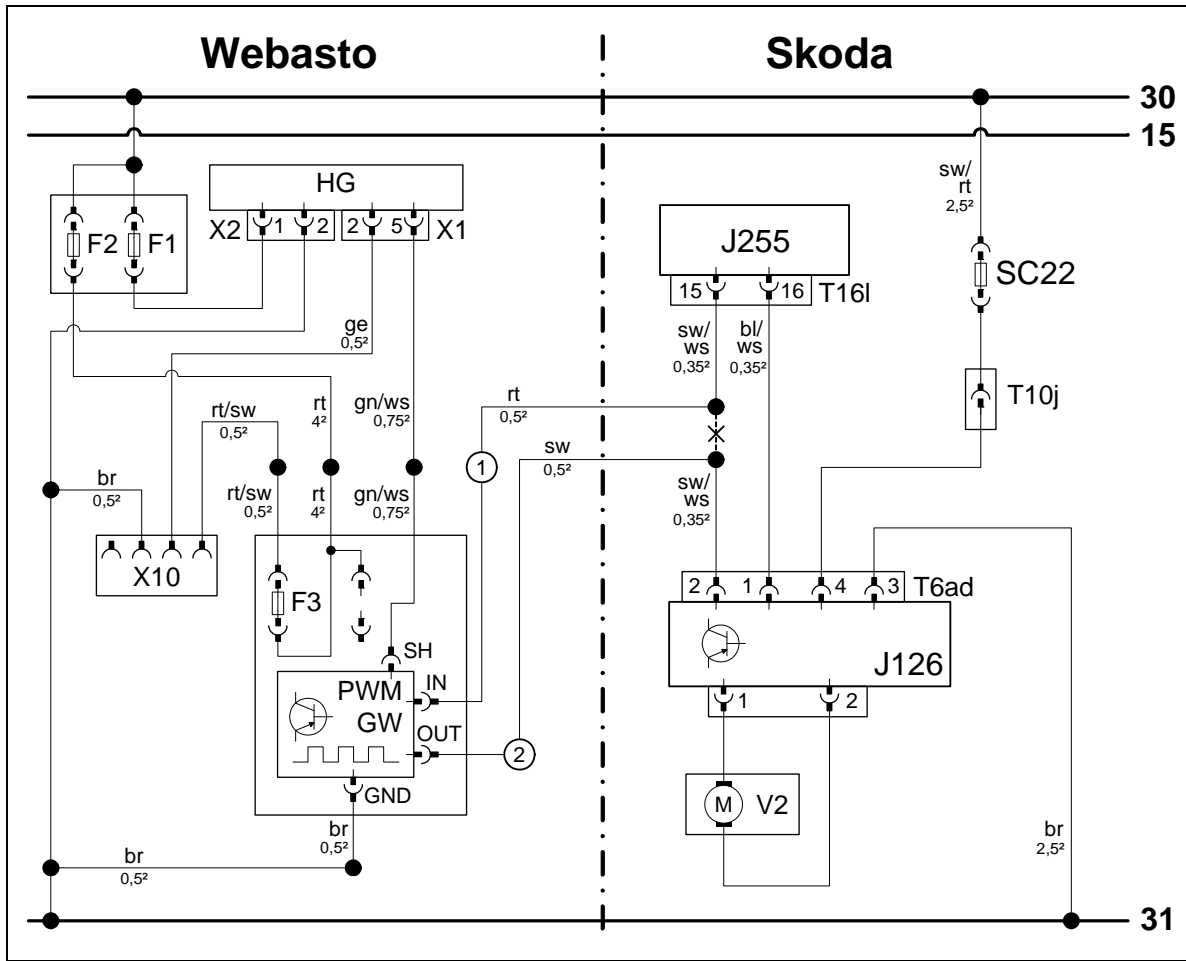 Webasto
Skoda
30
15
HG
X2 1 2 2 5 X1
F2 F1
sw/
rt
2,5²
J255
15 16 T16l
SC22
ge
0,5²
sw/
ws
0,35²
bl/
ws
0,35²
T10j
rt/sw
0,5²
rt
4²
gn/ws
0,75²
rt
0,5²
1
sw
0,5²
br
0,5²
rt/sw
0,5²
rt
4²
gn/ws
0,75²
sw/
ws
0,35²
X10
F3
2 1 4 3 T6ad
J126
SH
PWM
GW
IN
OUT
2
GND
1 2
M V2
br
0,5²
br
0,5²
br
2,5²
31